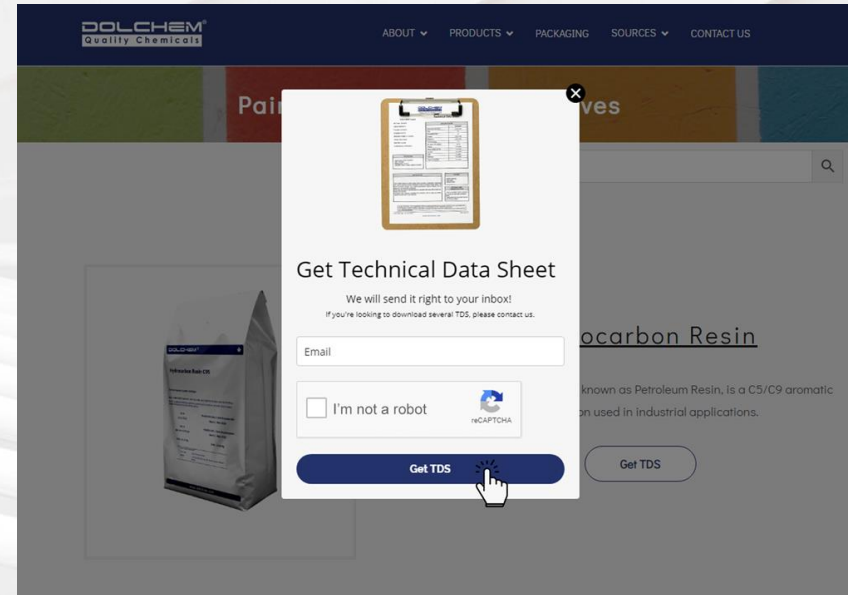 DOLCHEM®
Quality Chemicals
ABOUT
PRODUCTS
PACKAGING
SOURCES
CONTACT US
Get Technical Data Sheet
We will send it right to your inbox!
If you're looking to download several TDS, please contact us.
Email
I'm not a robot
reCAPTCHA
Get TDS
ocarbon Resin
known as Petroleum Resin, is a C5/C9 aromatic
on used in industrial applications.
Get TDS
Pai
ves
DOLCHEM
Hydrocarbon Resin C95